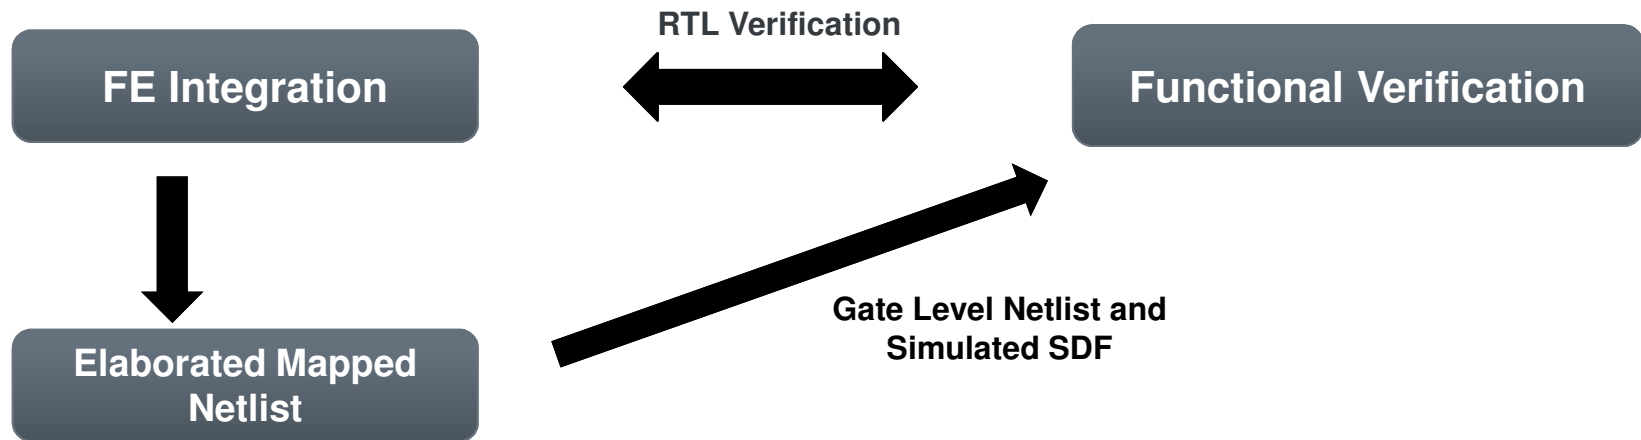 RTL Verification
FE Integration
Functional Verification
Gate Level Netlist and
Simulated SDF
Elaborated Mapped
Netlist